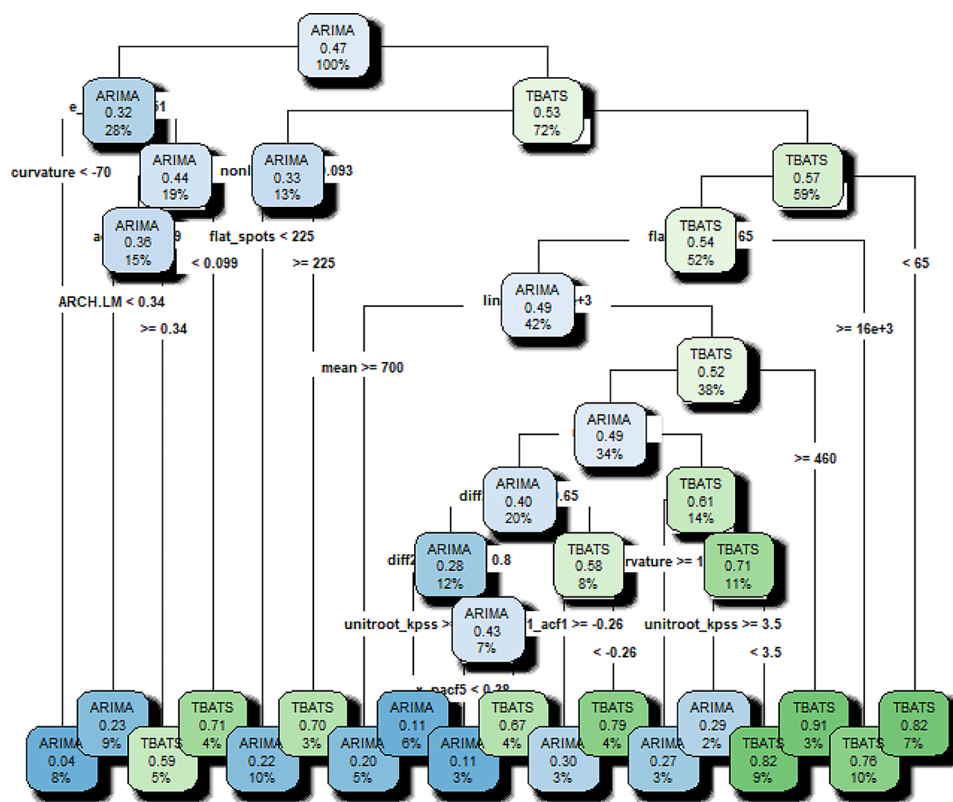 ARIMA
0.47
100%
ARIMA
0.32
28%
TBATS
0.53
72%
curvature < -70
ARIMA
0.44
19%
ARIMA
0.33
13%
TBATS
0.57
59%
ARIMA
0.36
15%
flat_spots < 225
TBATS
0.54
52%
65
< 0.099
>= 225
< 65
ARCH.LM < 0.34
ARIMA
0.49
42%
>= 0.34
>= 16e+3
mean >= 700
TBATS
0.52
38%
ARIMA
0.49
34%
>= 460
ARIMA
0.40
20%
TBATS
0.61
14%
ARIMA
0.28
12%
0.8
TBATS
0.58
8%
TBATS
0.71
11%
ARIMA
0.43
7%
>= -0.26
unitroot_kpss >= 3.5
< -0.26
< 3.5
ARIMA
0.04
8%
ARIMA
0.23
9%
TBATS
0.59
5%
TBATS
0.71
4%
ARIMA
0.22
10%
TBATS
0.70
3%
ARIMA
0.20
5%
ARIMA
0.11
6%
ARIMA
0.11
3%
TBATS
0.67
4%
ARIMA
0.30
3%
TBATS
0.79
4%
ARIMA
0.27
3%
ARIMA
0.29
2%
TBATS
0.82
9%
TBATS
0.91
3%
TBATS
0.76
10%
TBATS
0.82
7%